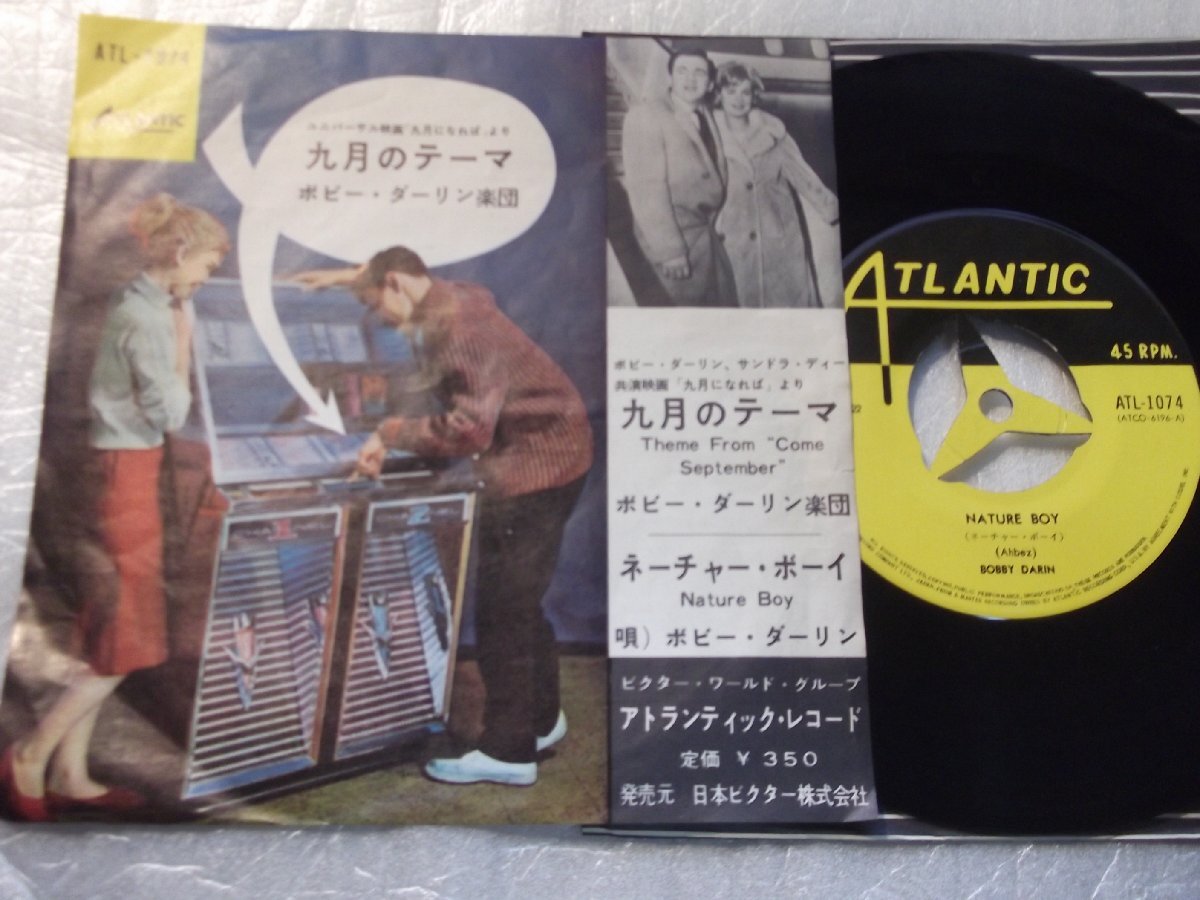 ATL-1074
ATLANTIC
ユニバーサル映画「九月になれば」より
九月のテーマ
ボビー・ダーリン楽団
1
2
ボビー・ダーリン、サンドラ・ディー
共演映画「九月になれば」より
九月のテーマ
Theme From "Come
September"
ボビー・ダーリン楽団
ネーチャー・ボーイ
Nature Boy
唄）ボビー・ダーリン
ビクター・ワールド・グループ
アトランティック・レコード
定価 ￥350
発売元 日本ビクター株式会社
ATLANTIC
45 RPM.
ATL-1074
(ATCO 6196-A)
NATURE BOY
(ネーチャー・ボーイ)
(Ahbez)
BOBBY DARIN